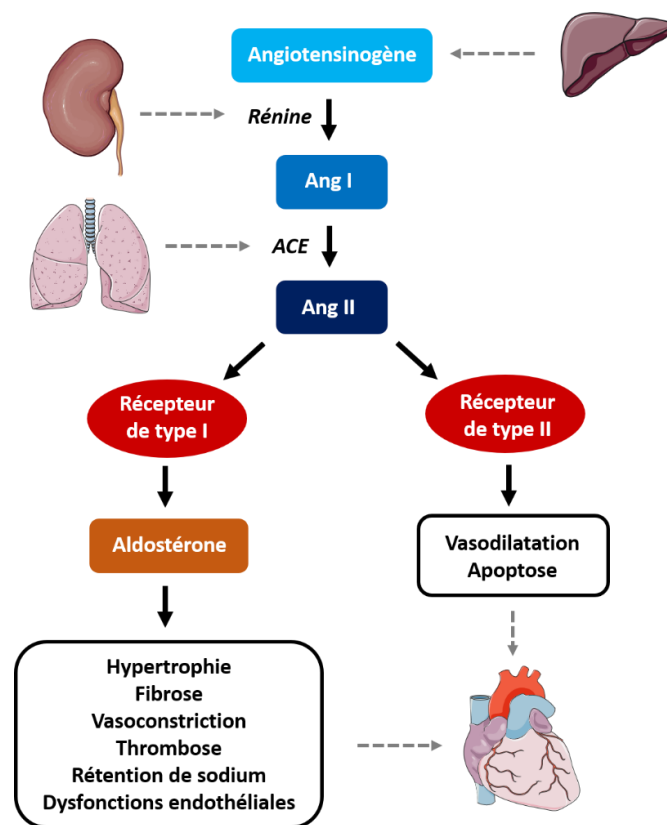 Angiotensinogène
Rénine
Ang I
ACE
Ang II
Récepteur
de type I
Récepteur
de type II
Aldostérone
Vasodilatation
Apoptose
Hypertrophie
Fibrose
Vasoconstriction
Thrombose
Rétention de sodium
Dysfonctions endothéliales